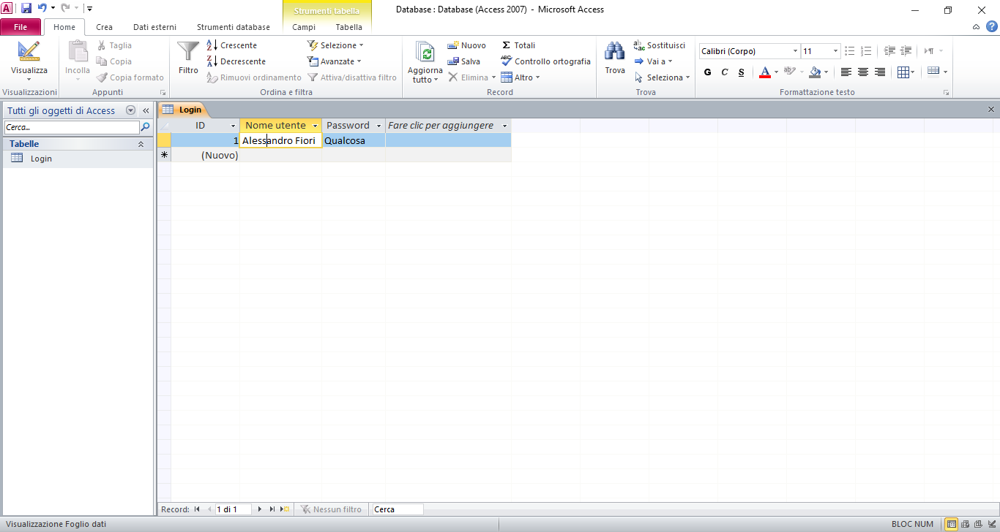 Strumenti tabella
Database : Database (Access 2007) - Microsoft Access
File Home Crea Dati esterni Strumenti database Campi Tabella
Visualizza
Visualizzazioni
Incolla
Taglia
Copia
Copia formato
Appunti
Filtro
Crescente
Decrescente
Rimuovi ordinamento
Selezione
Avanzate
Attiva/disattiva filtro
Ordina e filtra
Aggiorna
tutto
Nuovo
Salva
Elimina
Totali
Controllo ortografia
Altro
Record
Trova
Sostituisci
Vai a
Seleziona
Trova
Calibri (Corpo) 11
G C S
Formattazione testo
Tutti gli oggetti di Access
Cerca...
Tabelle
Login
Login
ID Nome utente Password Fare clic per aggiungere
1 Alessandro Fiori Qualcosa
(Nuovo)
Record: 1 di 1 Nessun filtro Cerca
Visualizzazione Foglio dati BLOC NUM